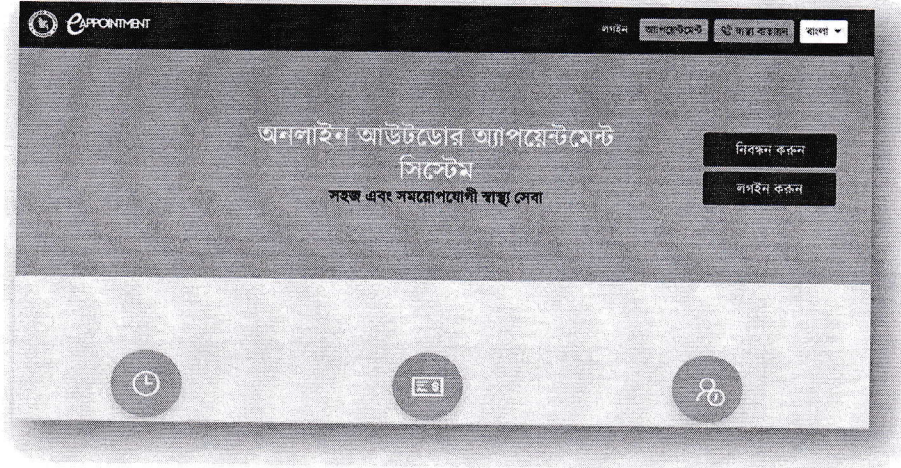 eAPPOINTMENT
লগইন অ্যাপয়েন্টমেন্ট স্বাস্থ্য বাতায়ন বাংলা
অনলাইন আউটডোর অ্যাপয়েন্টমেন্ট
সিস্টেম
সহজ এবং সময়োপযোগী স্বাস্থ্য সেবা
নিবন্ধন করুন
লগইন করুন